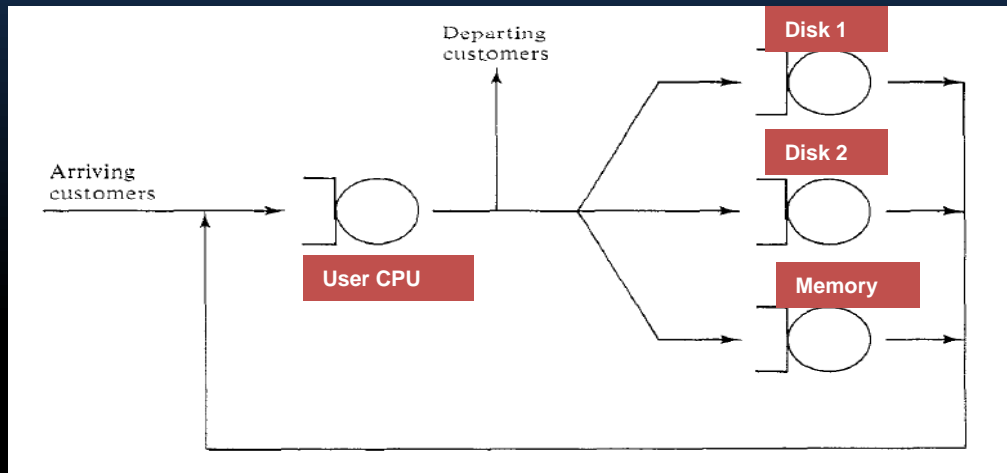 Departing
customers
Disk 1
Disk 2
Arriving
customers
User CPU
Memory